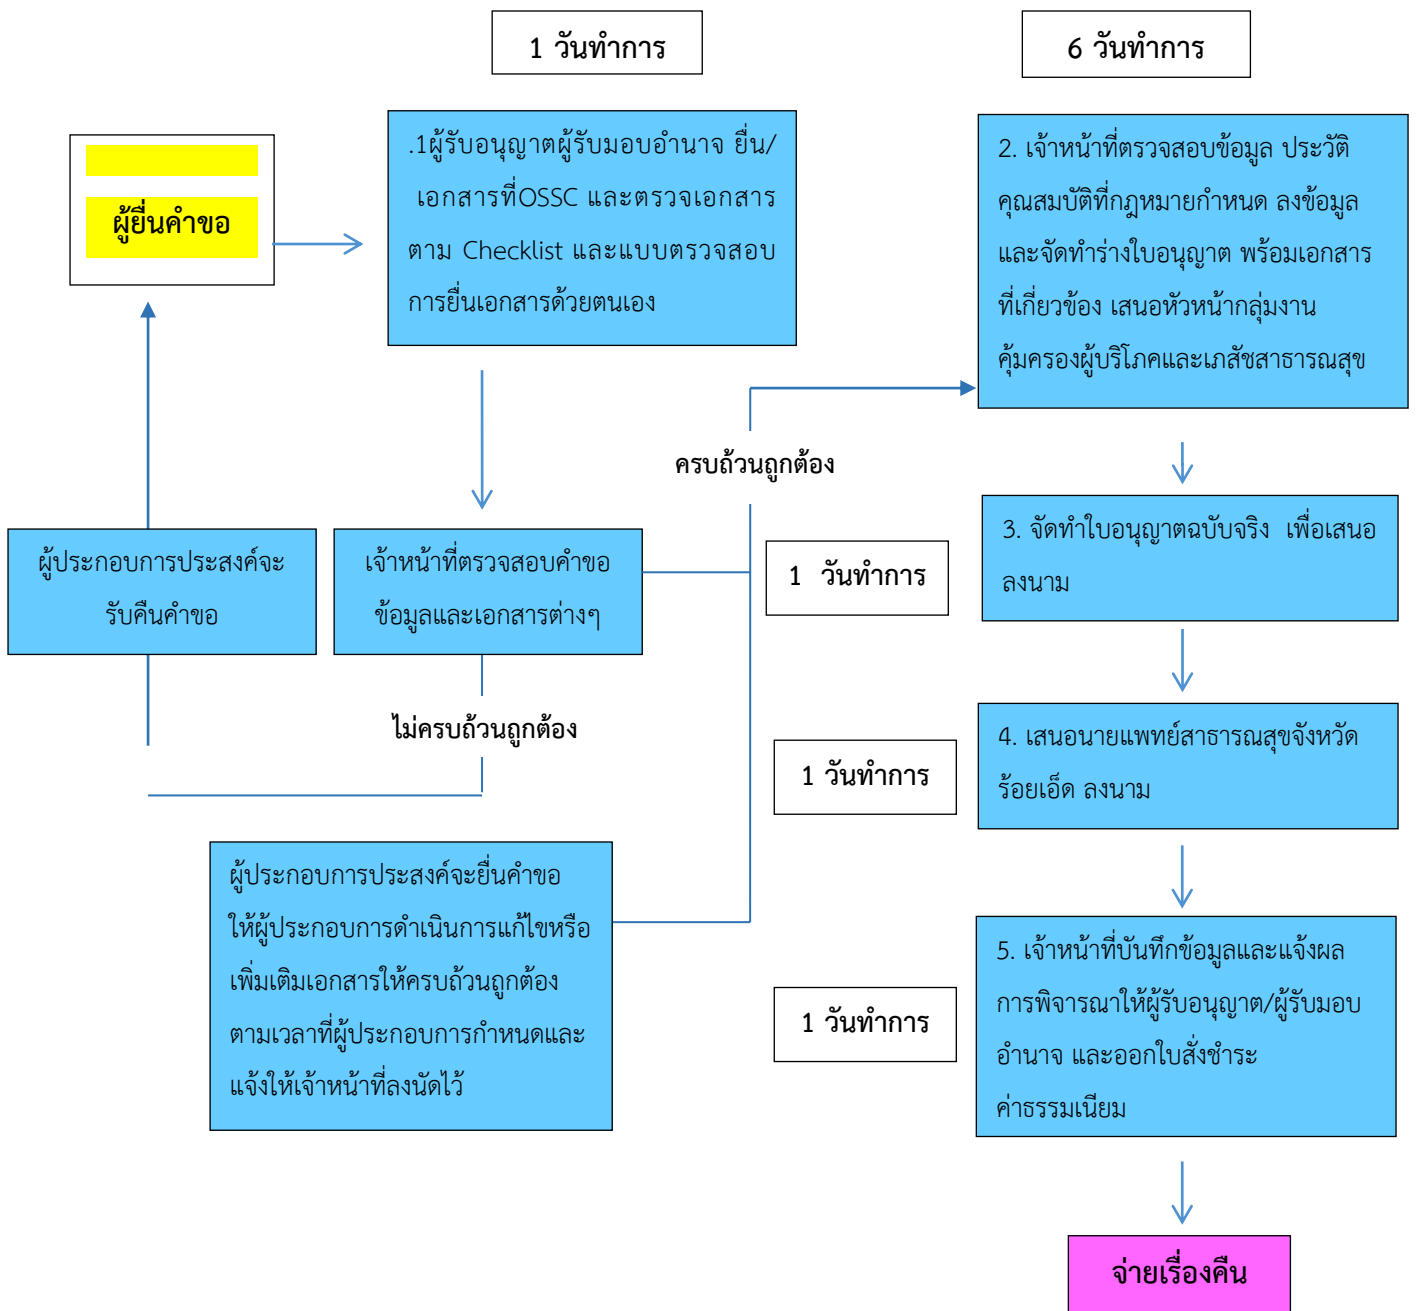 1 วันทำการ
6 วันทำการ
ผู้ยื่นคำขอ
.1ผู้รับอนุญาตผู้รับมอบอำนาจ ยื่น/
เอกสารที่OSSC และตรวจเอกสาร
ตาม Checklist และแบบตรวจสอบ
การยื่นเอกสารด้วยตนเอง
2. เจ้าหน้าที่ตรวจสอบข้อมูล ประวัติ
คุณสมบัติที่กฎหมายกำหนด ลงข้อมูล
และจัดทำร่างใบอนุญาต พร้อมเอกสาร
ที่เกี่ยวข้อง เสนอหัวหน้ากลุ่มงาน
คุ้มครองผู้บริโภคและเภสัชสาธารณสุข
ครบถ้วนถูกต้อง
ผู้ประกอบการประสงค์จะ
รับคืนคำขอ
เจ้าหน้าที่ตรวจสอบคำขอ
ข้อมูลและเอกสารต่างๆ
1 วันทำการ
3. จัดทำใบอนุญาตฉบับจริง เพื่อเสนอ
ลงนาม
ไม่ครบถ้วนถูกต้อง
1 วันทำการ
4. เสนอนายแพทย์สาธารณสุขจังหวัด
ร้อยเอ็ด ลงนาม
ผู้ประกอบการประสงค์จะยื่นคำขอ
ให้ผู้ประกอบการดำเนินการแก้ไขหรือ
เพิ่มเติมเอกสารให้ครบถ้วนถูกต้อง
ตามเวลาที่ผู้ประกอบการกำหนดและ
แจ้งให้เจ้าหน้าที่ลงนัดไว้
1 วันทำการ
5. เจ้าหน้าที่บันทึกข้อมูลและแจ้งผล
การพิจารณาให้ผู้รับอนุญาต/ผู้รับมอบ
อำนาจ และออกใบสั่งชำระ
ค่าธรรมเนียม
จ่ายเรื่องคืน